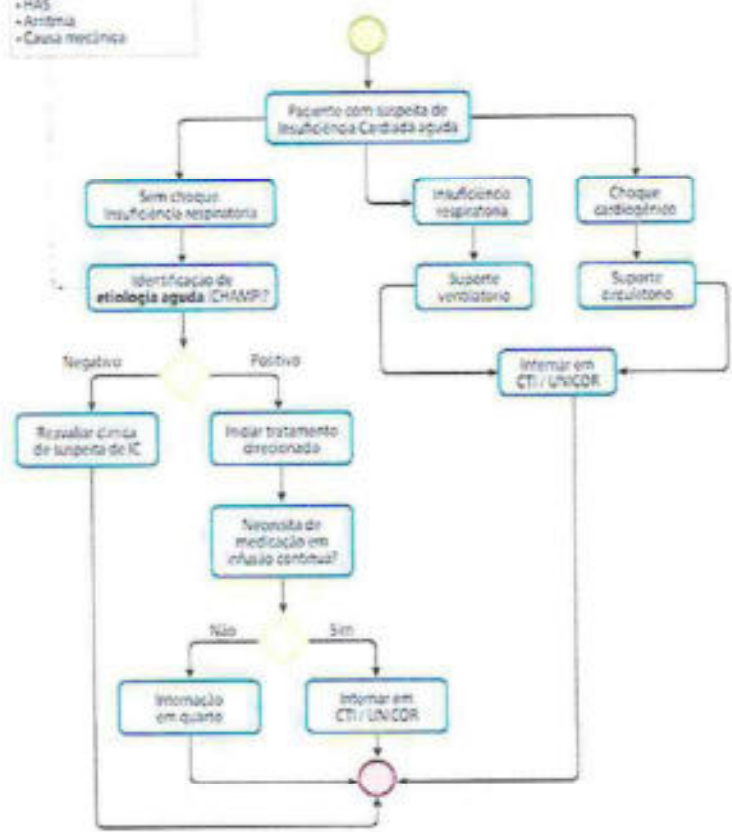 • HAS
• Arritmia
• Causa mecânica
Paciente com suspeita de
Insuficiência Cardíada aguda
Sem choque
Insuficiência respiratória
Insuficiência
respiratória
Choque
cardiogênico
Identificação de
etiologia aguda (CHAMP)?
Suporte
ventilatório
Suporte
circulatório
Negativo
Positivo
Internar em
CTI / UNICOR
Reavaliar clínica
de suspeita de IC
Iniciar tratamento
direcionado
Necessita de
medicação em
infusão contínua?
Não
Sim
Internação
em quarto
Internar em
CTI / UNICOR